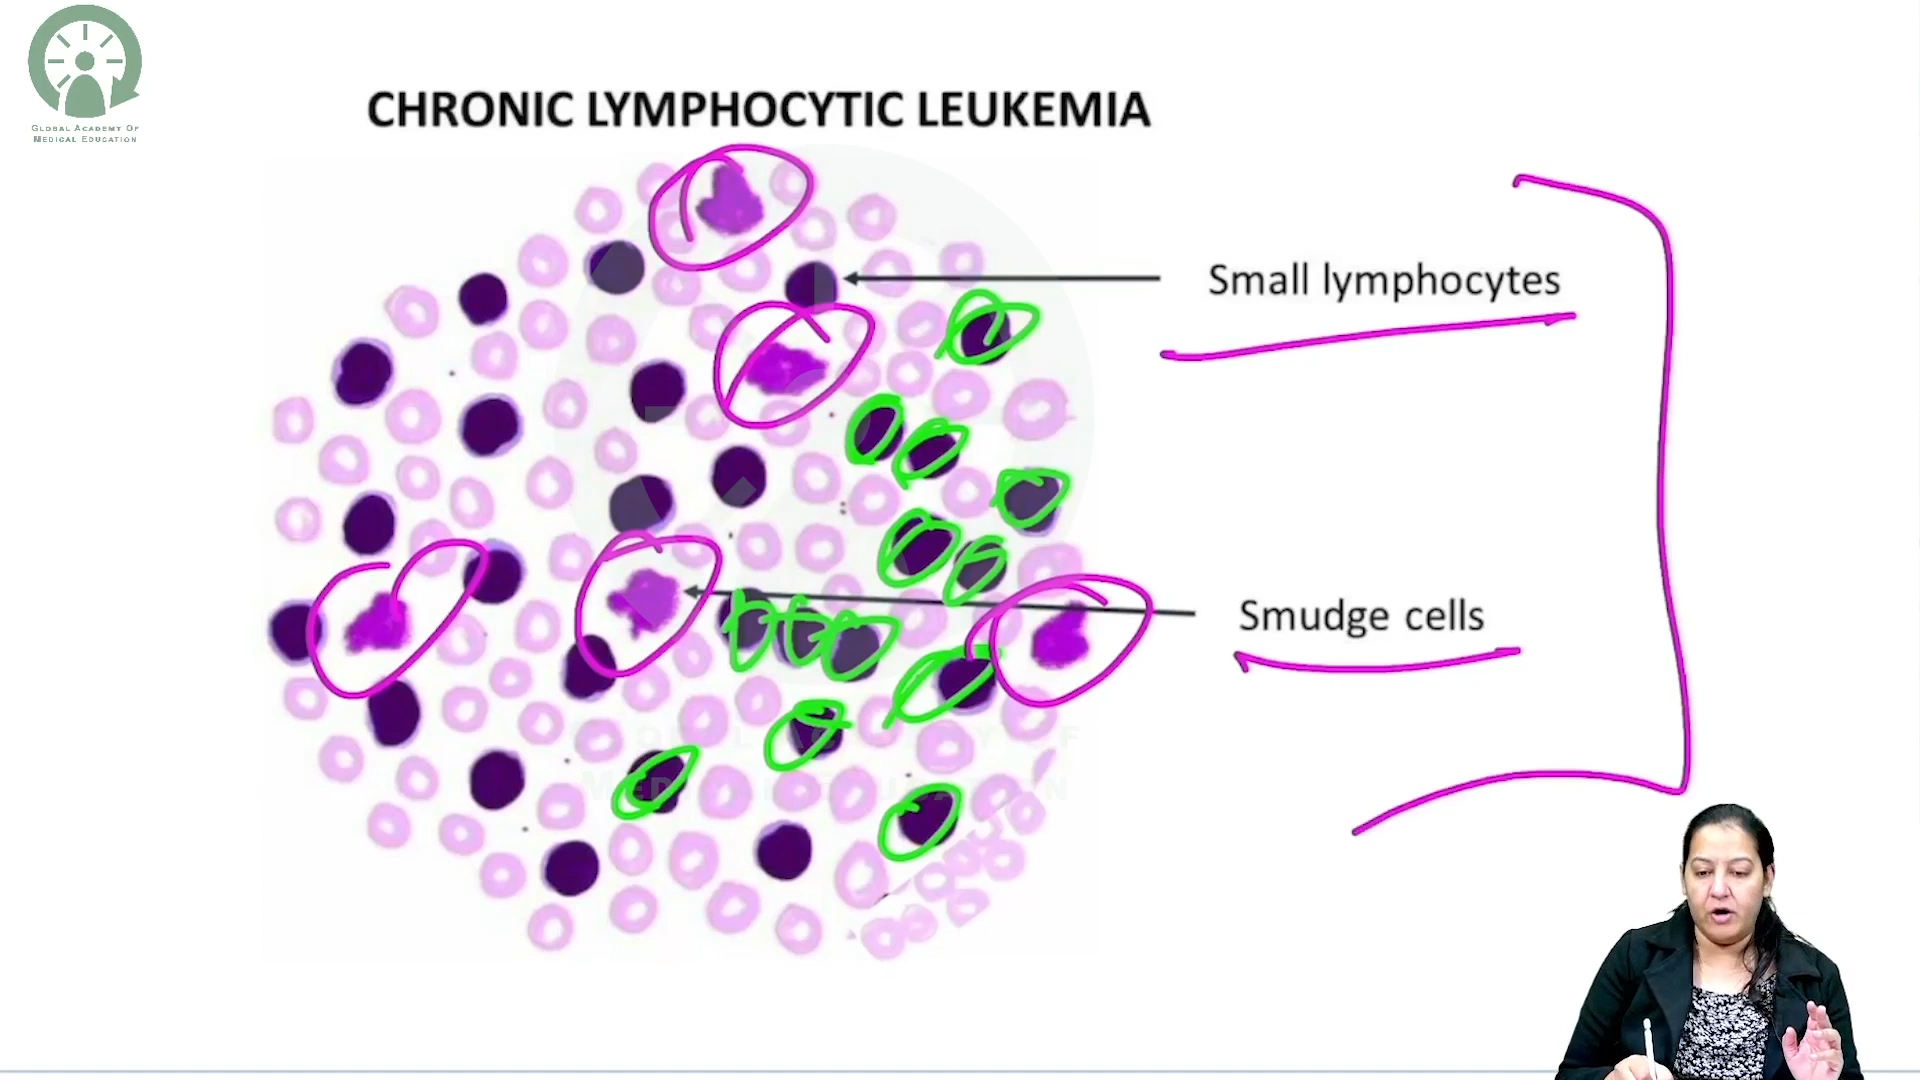 GLOBAL ACADEMY OF
MEDICAL EDUCATION
CHRONIC LYMPHOCYTIC LEUKEMIA
Small lymphocytes
Smudge cells